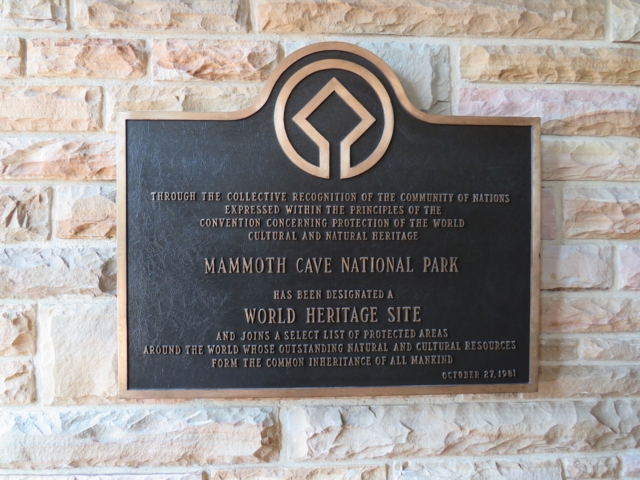 THROUGH THE COLLECTIVE RECOGNITION OF THE COMMUNITY OF NATIONS
EXPRESSED WITHIN THE PRINCIPLES OF THE
CONVENTION CONCERNING PROTECTION OF THE WORLD
CULTURAL AND NATURAL HERITAGE
MAMMOTH CAVE NATIONAL PARK
HAS BEEN DESIGNATED A
WORLD HERITAGE SITE
AND JOINS A SELECT LIST OF PROTECTED AREAS
AROUND THE WORLD WHOSE OUTSTANDING NATURAL AND CULTURAL RESOURCES
FORM THE COMMON INHERITANCE OF ALL MANKIND
OCTOBER 27, 1981